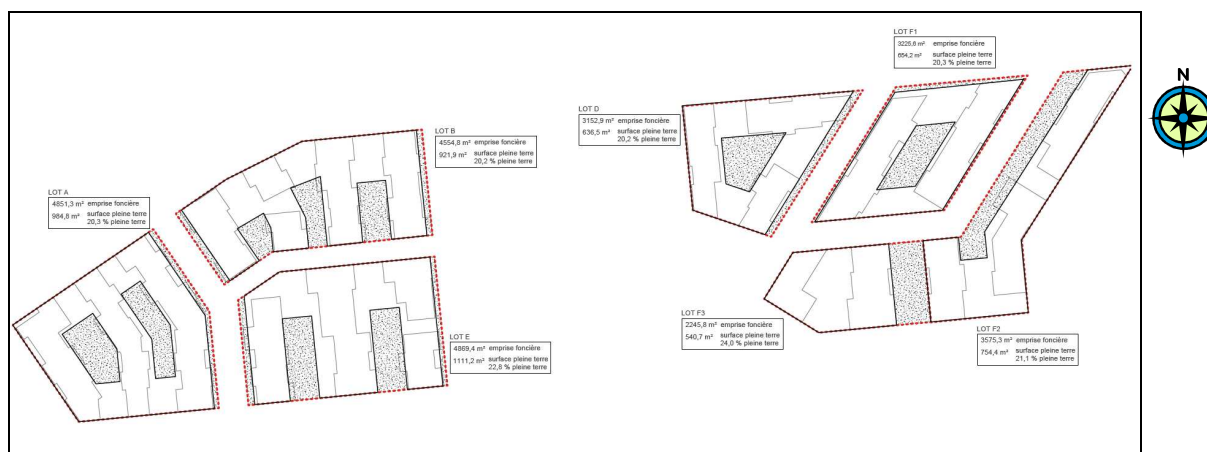 LOT A
4851,3 m² emprise foncière
984,8 m² surface pleine terre
20,3 % pleine terre
LOT B
4554,8 m² emprise foncière
921,9 m² surface pleine terre
20,2 % pleine terre
LOT E
4869,4 m² emprise foncière
1111,2 m² surface pleine terre
22,8 % pleine terre
LOT D
3152,9 m² emprise foncière
636,5 m² surface pleine terre
20,2 % pleine terre
LOT F1
3225,6 m² emprise foncière
654,2 m² surface pleine terre
20,3 % pleine terre
LOT F3
2245,8 m² emprise foncière
540,7 m² surface pleine terre
24,0 % pleine terre
LOT F2
3575,3 m² emprise foncière
754,4 m² surface pleine terre
21,1 % pleine terre
N